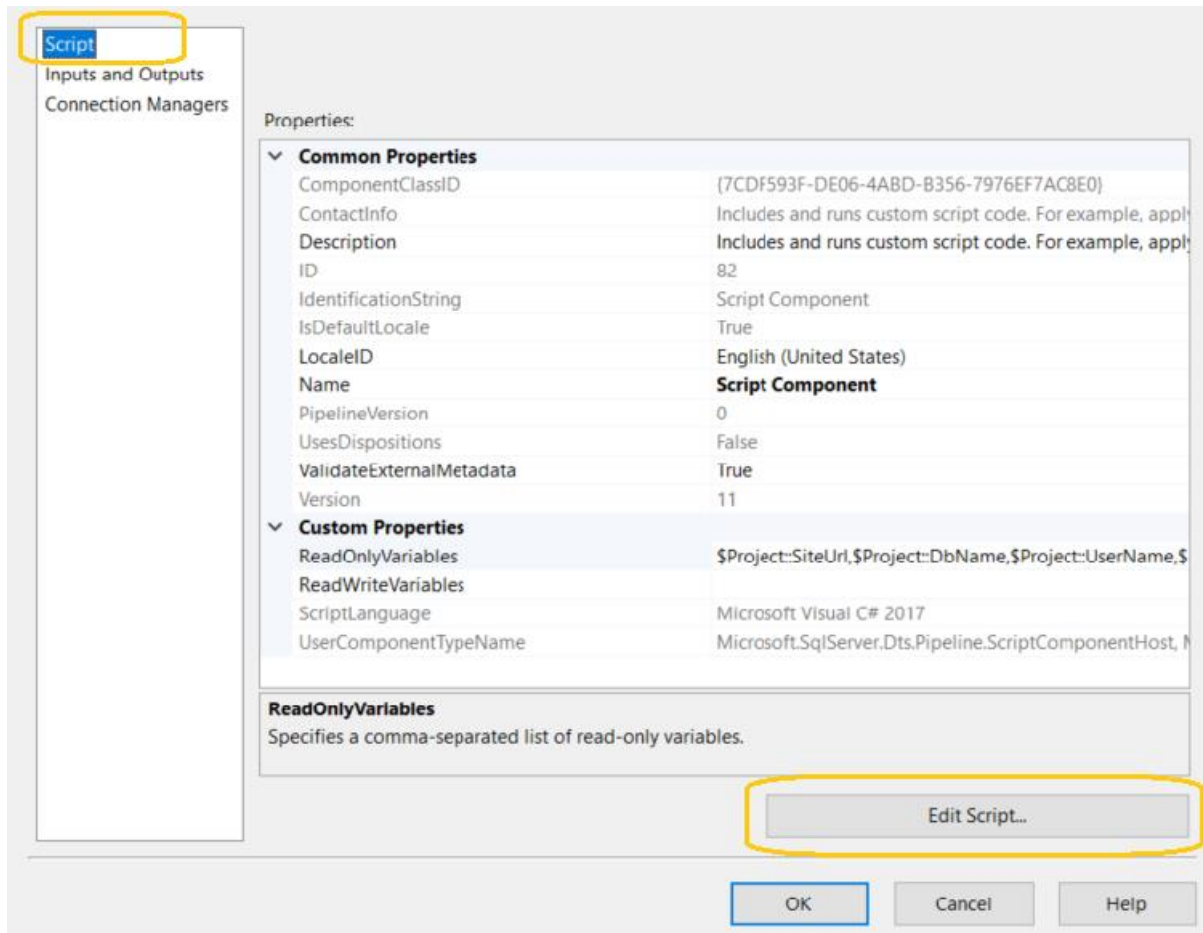 Script
Inputs and Outputs
Connection Managers
Properties:
Common Properties
ComponentClassID {7CDF593F-DE06-4ABD-B356-7976EF7AC8E0}
ContactInfo Includes and runs custom script code. For example, apply
Description Includes and runs custom script code. For example, apply
ID 82
IdentificationString Script Component
IsDefaultLocale True
LocaleID English (United States)
Name Script Component
PipelineVersion 0
UsesDispositions False
ValidateExternalMetadata True
Version 11
Custom Properties
ReadOnlyVariables $Project::SiteUrl,$Project::DbName,$Project::UserName,$
ReadWriteVariables
ScriptLanguage Microsoft Visual C# 2017
UserComponentTypeName Microsoft.SqlServer.Dts.Pipeline.ScriptComponentHost,
ReadOnlyVariables
Specifies a comma-separated list of read-only variables.
Edit Script...
OK Cancel Help